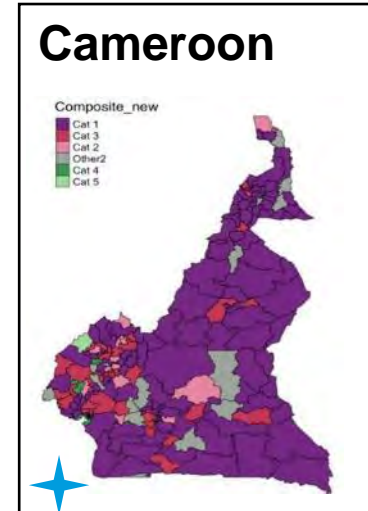 Cameroon
Composite_new
Cat 1
Cat 3
Cat 2
Other2
Cat 4
Cat 5